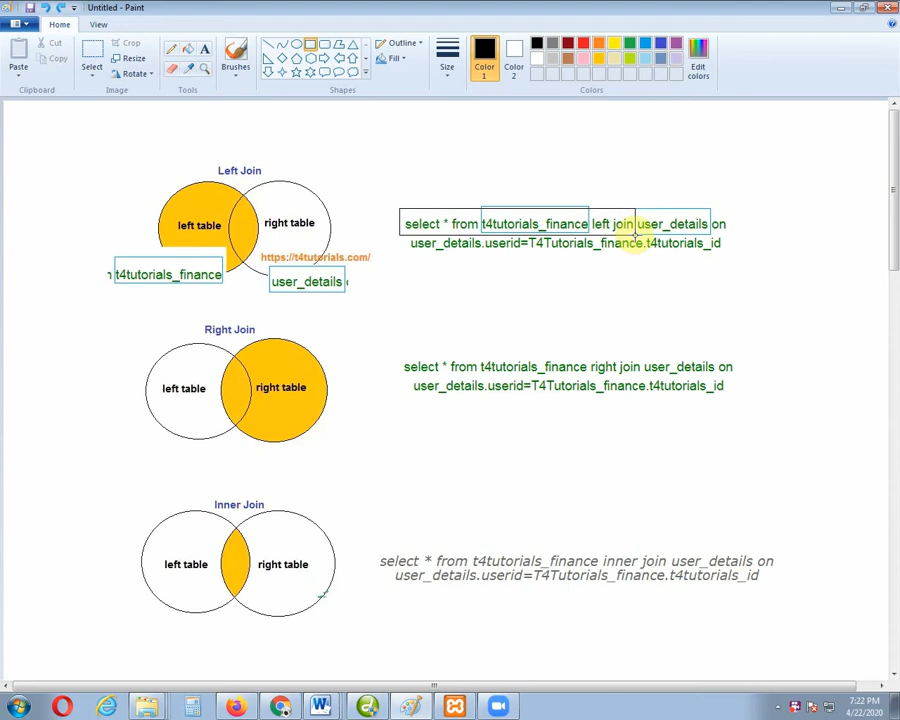 Untitled - Paint
Home
View
Paste
Cut
Copy
Clipboard
Select
Crop
Resize
Rotate
Image
Tools
Brushes
Shapes
Outline
Fill
Size
Color 1
Color 2
Edit colors
Colors
Left Join
left table
right table
https://t4tutorials.com/
t4tutorials_finance
user_details
select * from t4tutorials_finance left join user_details on
user_details.userid=T4Tutorials_finance.t4tutorials_id
Right Join
left table
right table
select * from t4tutorials_finance right join user_details on
user_details.userid=T4Tutorials_finance.t4tutorials_id
Inner Join
left table
right table
select * from t4tutorials_finance inner join user_details on
user_details.userid=T4Tutorials_finance.t4tutorials_id
7:22 PM
4/22/2020